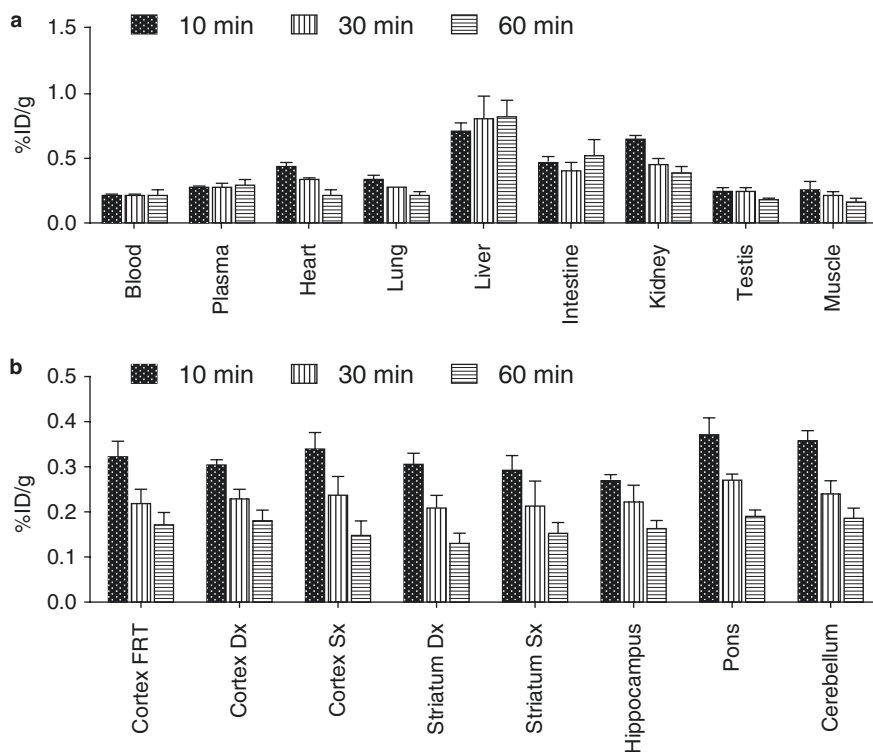 a
10 min 30 min 60 min
%ID/g
1.5
1.0
0.5
0.0
Blood
Plasma
Heart
Lung
Liver
Intestine
Kidney
Testis
Muscle
b
10 min 30 min 60 min
%ID/g
0.5
0.4
0.3
0.2
0.1
0.0
Cortex FRT
Cortex Dx
Cortex Sx
Striatum Dx
Striatum Sx
Hippocampus
Pons
Cerebellum